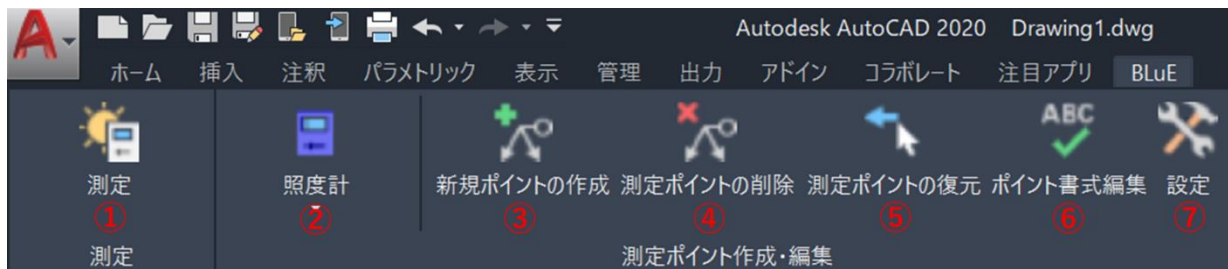 Autodesk AutoCAD 2020 Drawing1.dwg
ホーム 挿入 注釈 パラメトリック 表示 管理 出力 アドイン コラボレート 注目アプリ BLuE
ABC
測定 照度計 新規ポイントの作成 測定ポイントの削除 測定ポイントの復元 ポイント書式編集 設定
① ② ③ ④ ⑤ ⑥ ⑦
測定 測定ポイント作成・編集